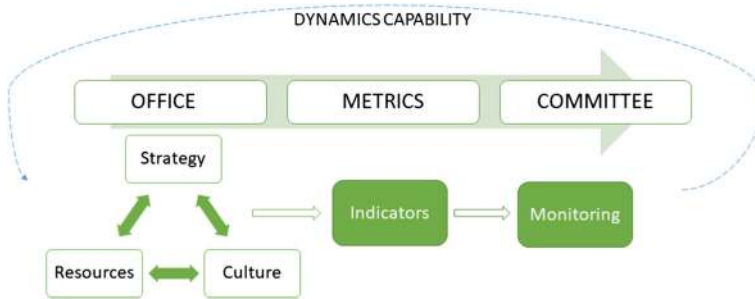 DYNAMICS CAPABILITY
OFFICE
METRICS
COMMITTEE
Strategy
Indicators
Monitoring
Resources
Culture